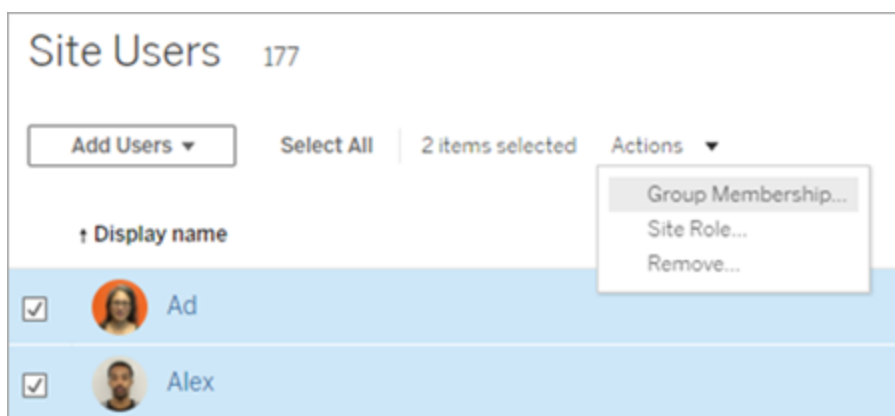 Site Users 177
Add Users Select All 2 items selected Actions
Group Membership...
Site Role...
Remove...
↑ Display name
Ad
Alex